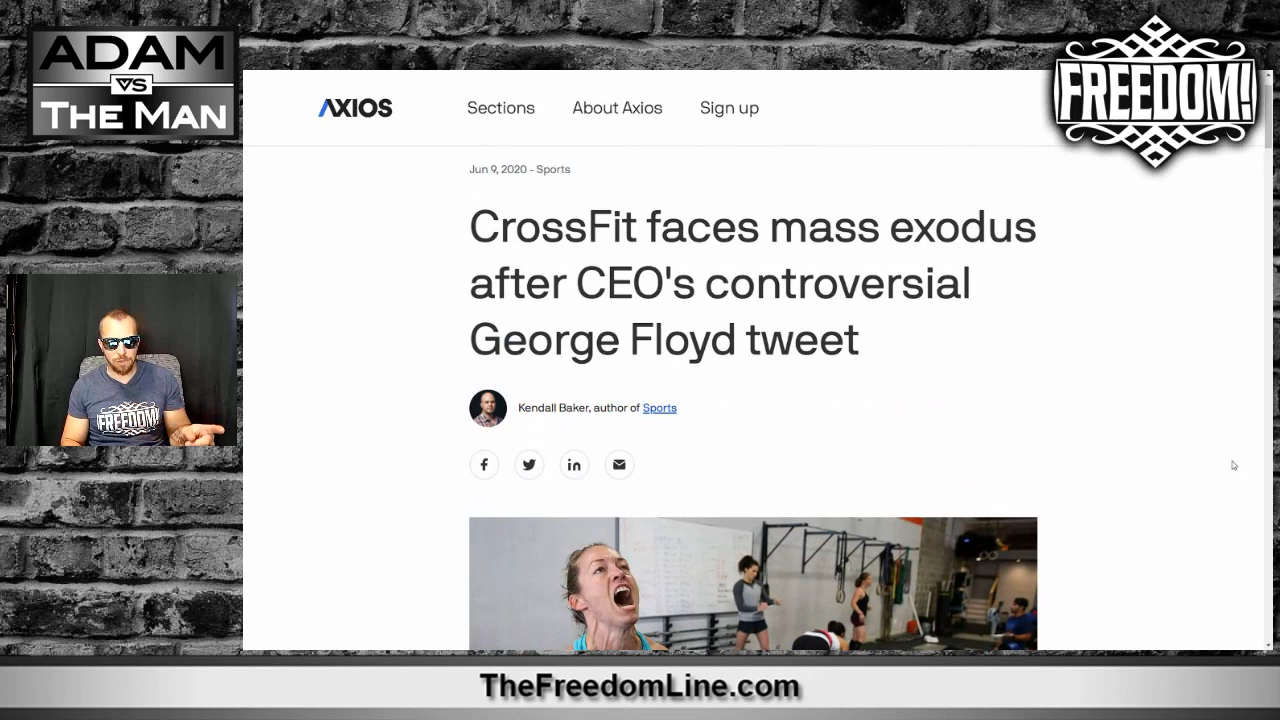 ADAM
VS
THE MAN
FREEDOM!
AXIOS
Sections
About Axios
Sign up
Jun 9, 2020 - Sports
CrossFit faces mass exodus
after CEO's controversial
George Floyd tweet
Kendall Baker, author of Sports
FREEDOM!
TheFreedomLine.com